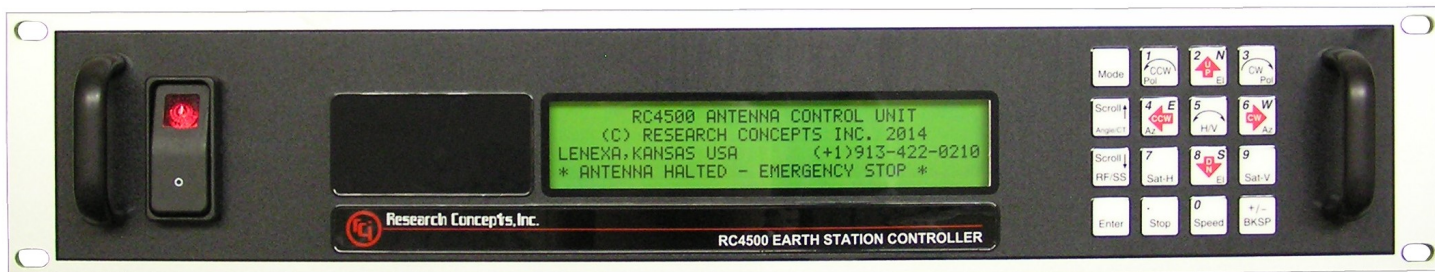 RC4500 ANTENNA CONTROL UNIT
(C) RESEARCH CONCEPTS INC. 2014
LENEXA,KANSAS USA (+1)913-422-0210
* ANTENNA HALTED - EMERGENCY STOP *
rci Research Concepts, Inc.
RC4500 EARTH STATION CONTROLLER
Mode
1 CCW Pol
2 N UP El
3 CW Pol
Scroll Angle/CT
4 E CCW Az
5 H/V
6 W CW Az
Scroll RF/SS
7 Sat-H
8 S DN El
9 Sat-V
Enter
. Stop
0 Speed
+/- BKSP